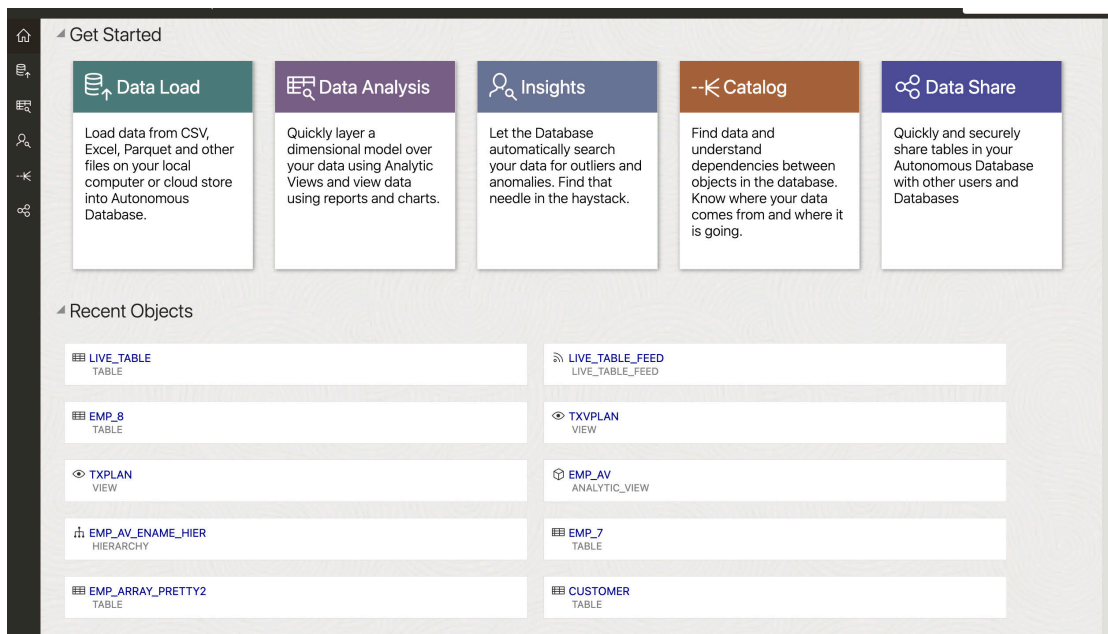 Get Started
Data Load
Load data from CSV,
Excel, Parquet and other
files on your local
computer or cloud store
into Autonomous
Database.
Data Analysis
Quickly layer a
dimensional model over
your data using Analytic
Views and view data
using reports and charts.
Insights
Let the Database
automatically search
your data for outliers and
anomalies. Find that
needle in the haystack.
Catalog
Find data and
understand
dependencies between
objects in the database.
Know where your data
comes from and where it
is going.
Data Share
Quickly and securely
share tables in your
Autonomous Database
with other users and
Databases
Recent Objects
LIVE_TABLE
TABLE
LIVE_TABLE_FEED
LIVE_TABLE_FEED
EMP_8
TABLE
TXVPLAN
VIEW
TXPLAN
VIEW
EMP_AV
ANALYTIC_VIEW
EMP_AV_ENAME_HIER
HIERARCHY
EMP_7
TABLE
EMP_ARRAY_PRETTY2
TABLE
CUSTOMER
TABLE